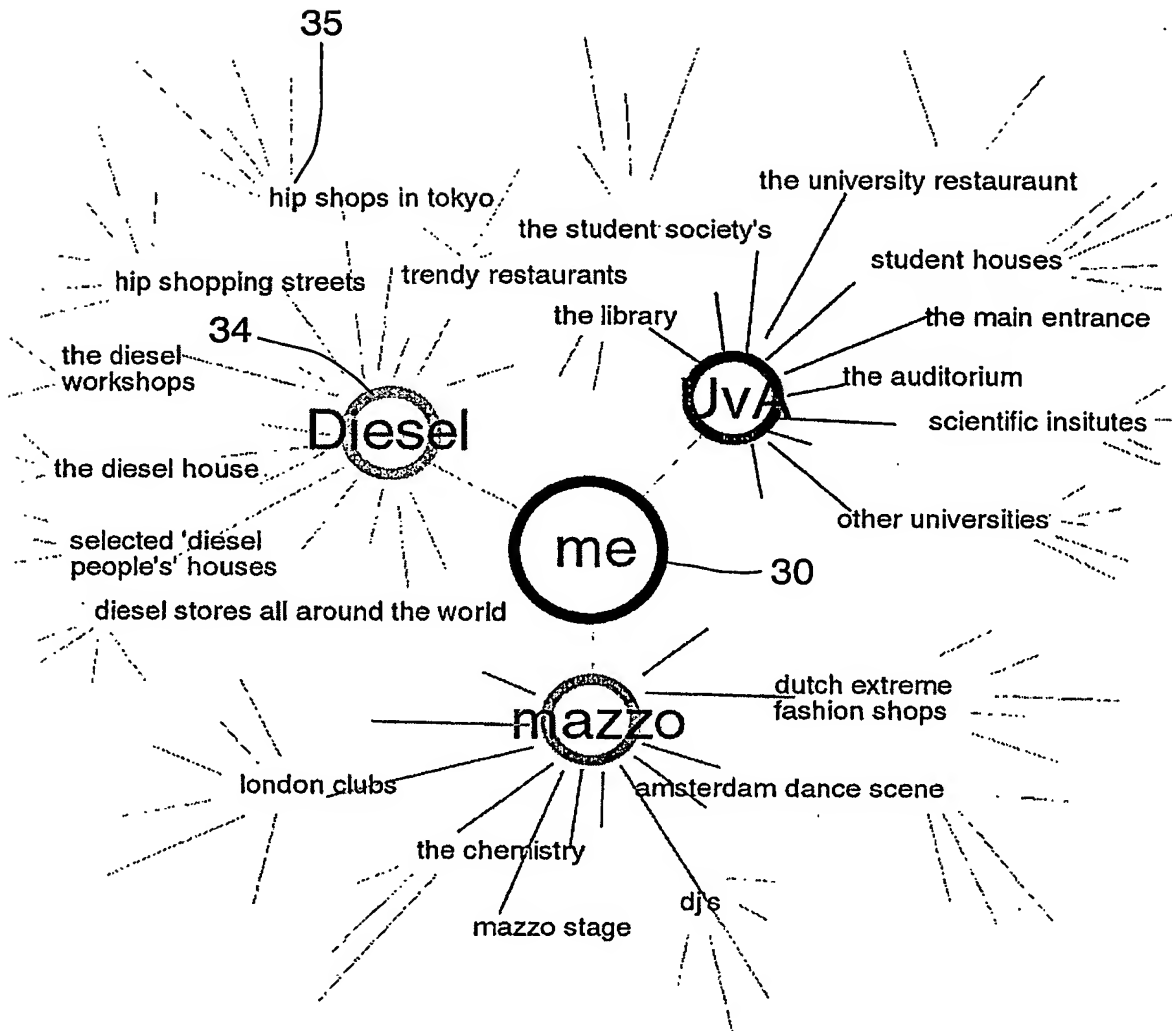 35
the university restauraunt
hip shops in tokyo
the student society's
student houses
hip shopping streets
trendy restaurants
the library
the main entrance
34
the diesel
workshops
the auditorium
UvA
Diesel
scientific insitutes
the diesel house
other universities
selected 'diesel
people's' houses
me
30
diesel stores all around the world
dutch extreme
fashion shops
mazzo
london clubs
amsterdam dance scene
the chemistry
dj's
mazzo stage